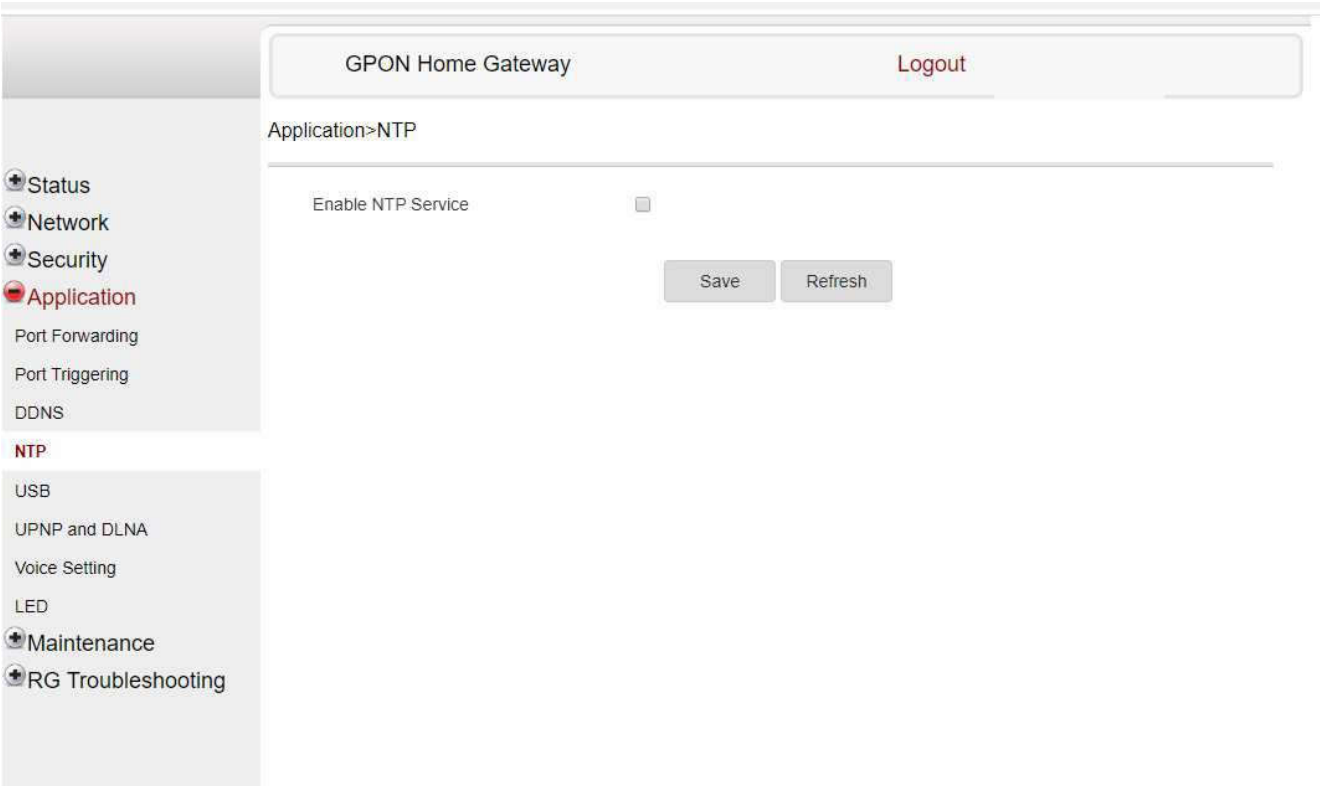 GPON Home Gateway
Logout
Application>NTP
Status
Network
Security
Application
Port Forwarding
Port Triggering
DDNS
NTP
USB
UPNP and DLNA
Voice Setting
LED
Maintenance
RG Troubleshooting
Enable NTP Service
Save
Refresh